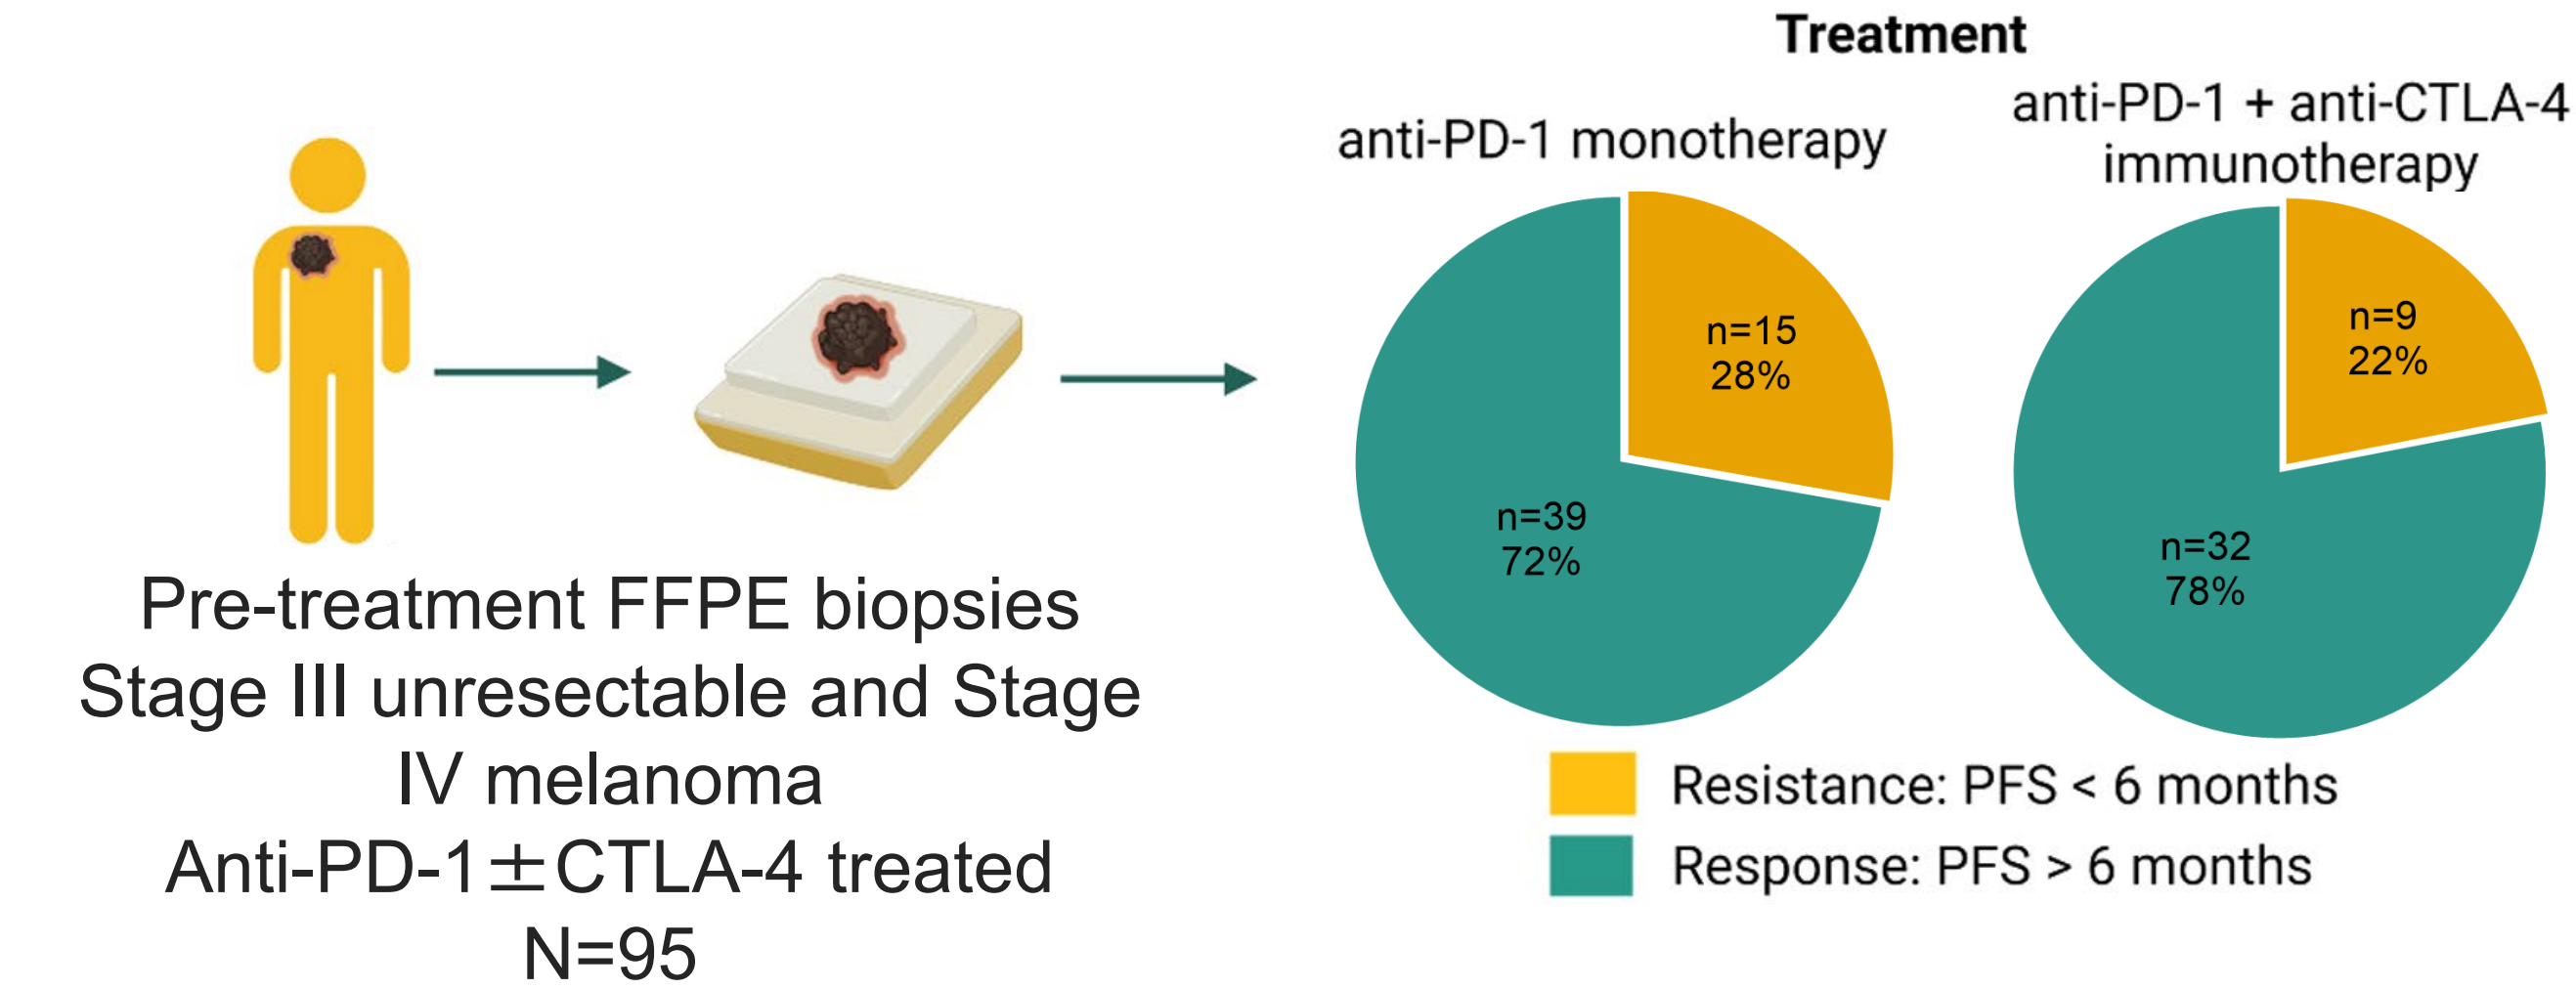 Pre-treatment FFPE biopsies
Stage III unresectable and Stage
IV melanoma
Anti-PD-1±CTLA-4 treated
N=95
Treatment
anti-PD-1 monotherapy
n=15
28%
n=39
72%
anti-PD-1 + anti-CTLA-4
immunotherapy
n=9
22%
n=32
78%
Resistance: PFS < 6 months
Response: PFS > 6 months